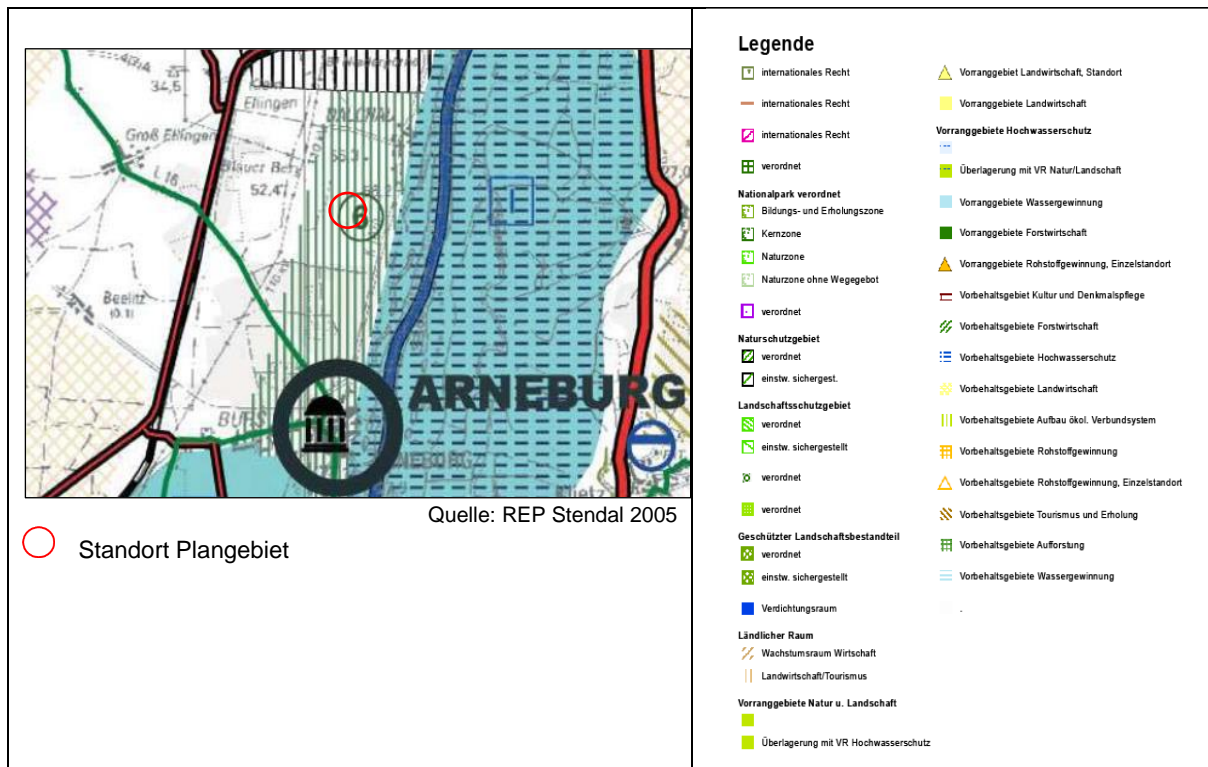 34,5
Ellingen
DALCHAU
Groß Ellingen
Blauer Berg
L 16
52,4
6
Beelitz
ARNEBURG
ARNEBURG
Klietz
Quelle: REP Stendal 2005
Standort Plangebiet
Legende
internationales Recht
internationales Recht
internationales Recht
verordnet
Nationalpark verordnet
Bildungs- und Erholungszone
Kernzone
Naturzone
Naturzone ohne Wegegebot
verordnet
Naturschutzgebiet
verordnet
einstw. sichergest.
Landschaftsschutzgebiet
verordnet
einstw. sichergestellt
verordnet
verordnet
Geschützter Landschaftsbestandteil
verordnet
einstw. sichergestellt
Verdichtungsraum
Ländlicher Raum
Wachstumsraum Wirtschaft
Landwirtschaft/Tourismus
Vorranggebiete Natur u. Landschaft
Überlagerung mit VR Hochwasserschutz
Vorranggebiet Landwirtschaft, Standort
Vorranggebiete Landwirtschaft
Vorranggebiete Hochwasserschutz
Überlagerung mit VR Natur/Landschaft
Vorranggebiete Wassergewinnung
Vorranggebiete Forstwirtschaft
Vorranggebiete Rohstoffgewinnung, Einzelstandort
Vorbehaltsgebiet Kultur und Denkmalspflege
Vorbehaltsgebiete Forstwirtschaft
Vorbehaltsgebiete Hochwasserschutz
Vorbehaltsgebiete Landwirtschaft
Vorbehaltsgebiete Aufbau ökol. Verbundsystem
Vorbehaltsgebiete Rohstoffgewinnung
Vorbehaltsgebiete Rohstoffgewinnung, Einzelstandort
Vorbehaltsgebiete Tourismus und Erholung
Vorbehaltsgebiete Aufforstung
Vorbehaltsgebiete Wassergewinnung
.